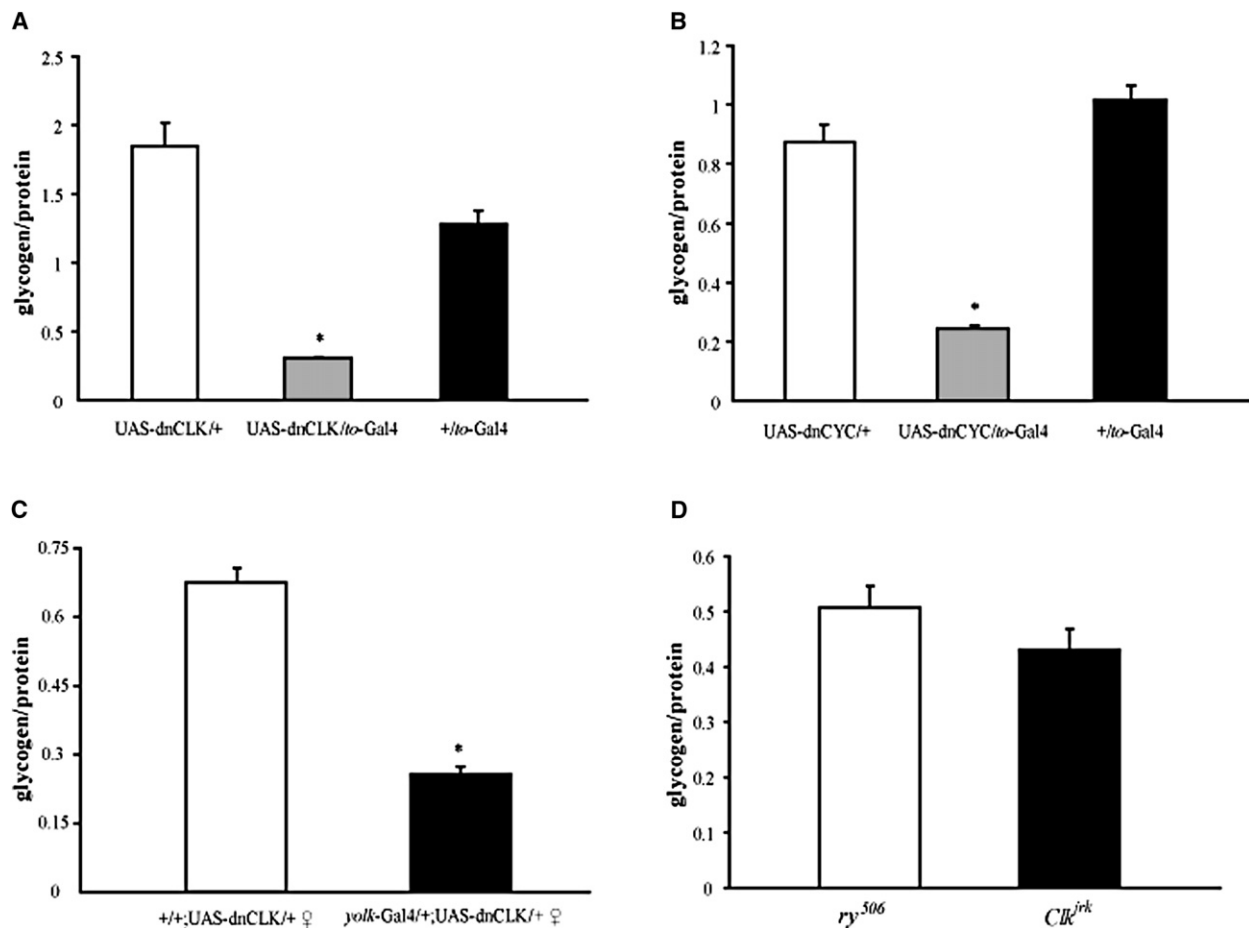 A
glycogen/protein
2.5
2
1.5
1
0.5
0
*
UAS-dnCLK/+
UAS-dnCLK/to-Gal4
+/to-Gal4
B
glycogen/protein
1.2
1
0.8
0.6
0.4
0.2
0
*
UAS-dnCYC/+
UAS-dnCYC/to-Gal4
+/to-Gal4
C
glycogen/protein
0.75
0.6
0.45
0.3
0.15
0
*
+/+;UAS-dnCLK/+ ♀
yolk-Gal4/+;UAS-dnCLK/+ ♀
D
glycogen/protein
0.6
0.5
0.4
0.3
0.2
0.1
0
ry506
Clkjrk